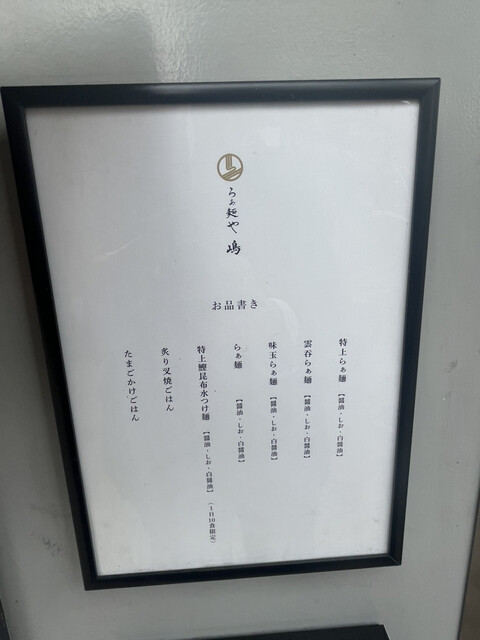 らぁ麺や 嶋
お品書き
特上らぁ麺 【醤油・しお・白醤油】
雲呑らぁ麺 【醤油・しお・白醤油】
味玉らぁ麺 【醤油・しお・白醤油】
らぁ麺 【醤油・しお・白醤油】
特上鰹昆布水つけ麺 【醤油・しお・白醤油】 (1日10食限定)
炙り叉焼ごはん
たまごかけごはん